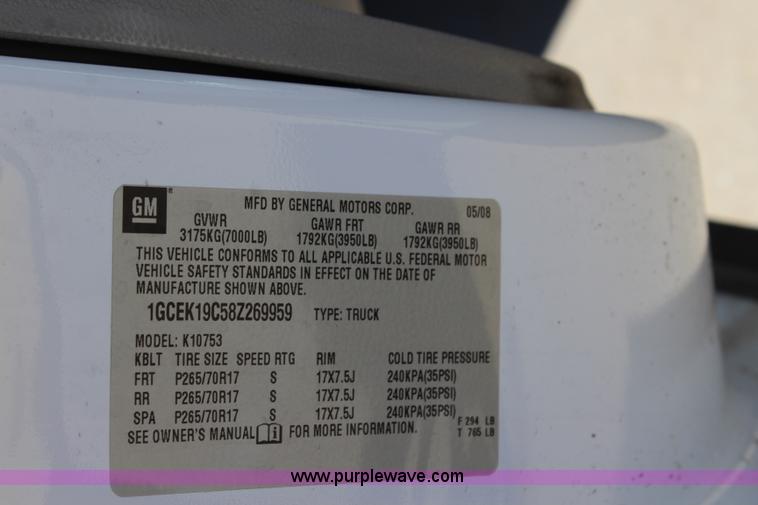 GM
MFD BY GENERAL MOTORS CORP. 05/08
GVWR GAWR FRT GAWR RR
3175KG(7000LB) 1792KG(3950LB) 1792KG(3950LB)
THIS VEHICLE CONFORMS TO ALL APPLICABLE U.S. FEDERAL MOTOR
VEHICLE SAFETY STANDARDS IN EFFECT ON THE DATE OF
MANUFACTURE SHOWN ABOVE.
1GCEK19C58Z269959 TYPE: TRUCK
MODEL: K10753
KBLT TIRE SIZE SPEED RTG RIM COLD TIRE PRESSURE
FRT P265/70R17 S 17X7.5J 240KPA(35PSI)
RR P265/70R17 S 17X7.5J 240KPA(35PSI)
SPA P265/70R17 S 17X7.5J 240KPA(35PSI)
F 294 LB
SEE OWNER'S MANUAL FOR MORE INFORMATION. T 765 LB
www.purplewave.com